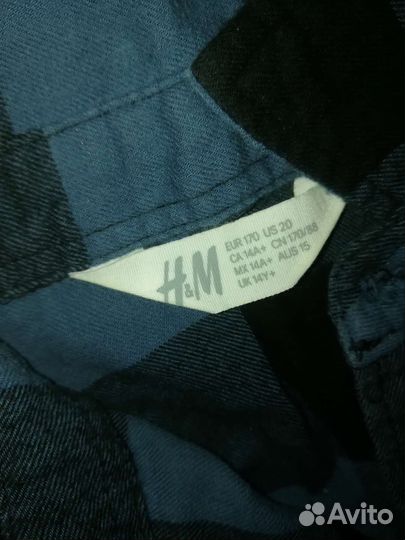 H&M
EUR 170 US 20
CA 14A+ CN 170/88
MX 14A+ AUS 15
UK 14Y+
Avito